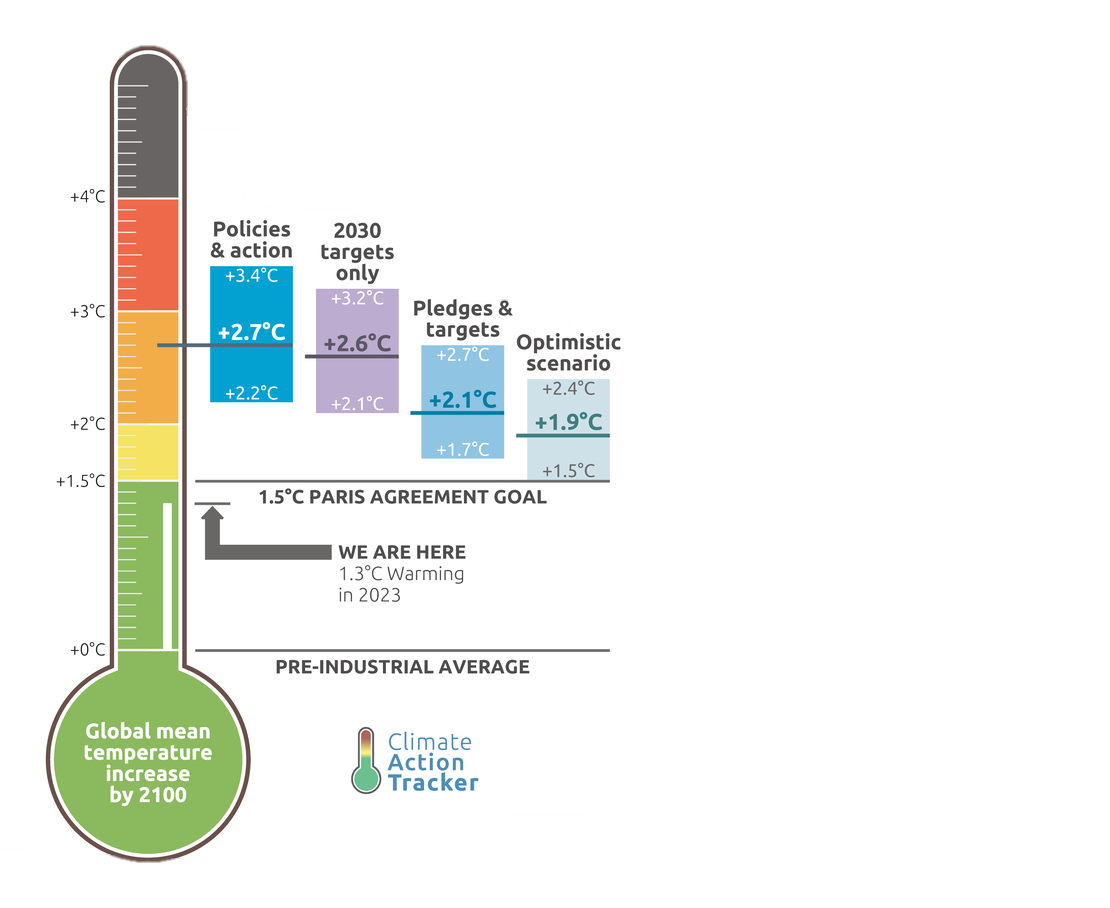 +4°C
+3°C
+2°C
+1.5°C
+0°C
Policies
& action
+3.4°C
+2.7°C
+2.2°C
2030
targets
only
+3.2°C
+2.6°C
+2.1°C
Pledges &
targets
+2.7°C
+2.1°C
+1.7°C
Optimistic
scenario
+2.4°C
+1.9°C
+1.5°C
1.5°C PARIS AGREEMENT GOAL
WE ARE HERE
1.3°C Warming
in 2023
PRE-INDUSTRIAL AVERAGE
Global mean
temperature
increase
by 2100
Climate
Action
Tracker